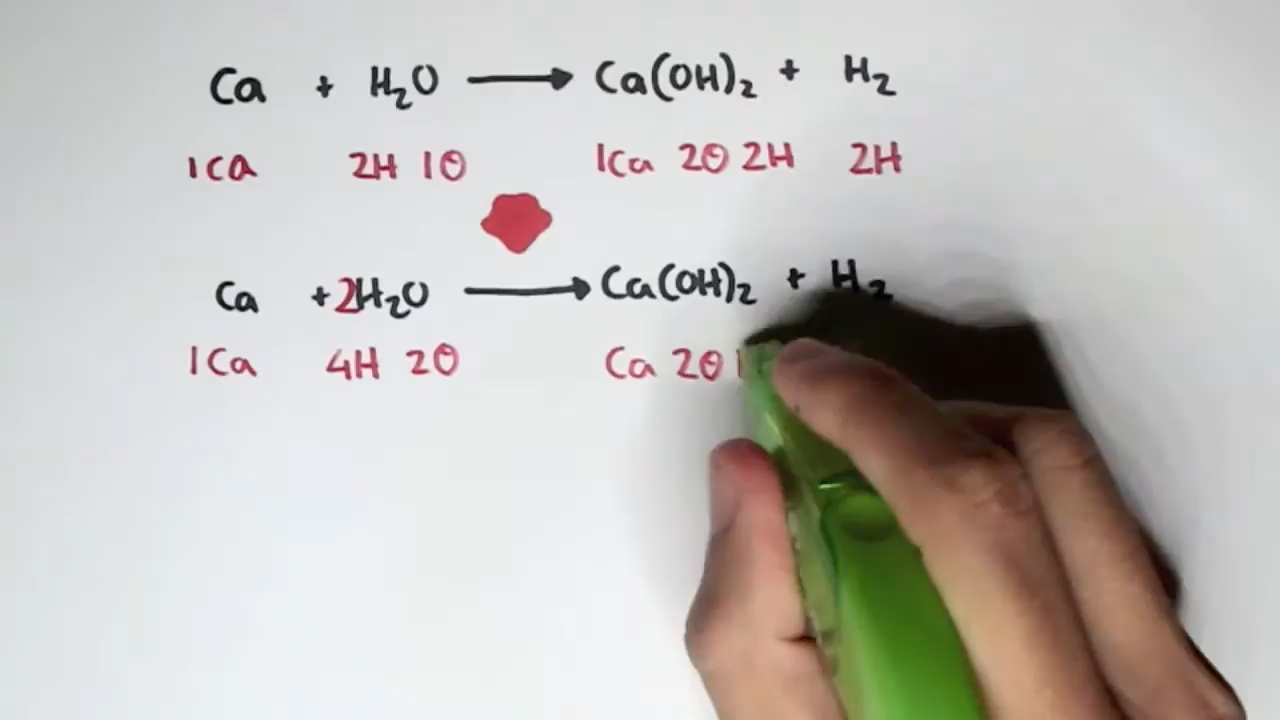 Ca + H₂O → Ca(OH)₂ + H₂
1Ca 2H 1O 1Ca 2O 2H 2H
Ca + 2H₂O → Ca(OH)₂ + H₂
1Ca 4H 2O Ca 2O